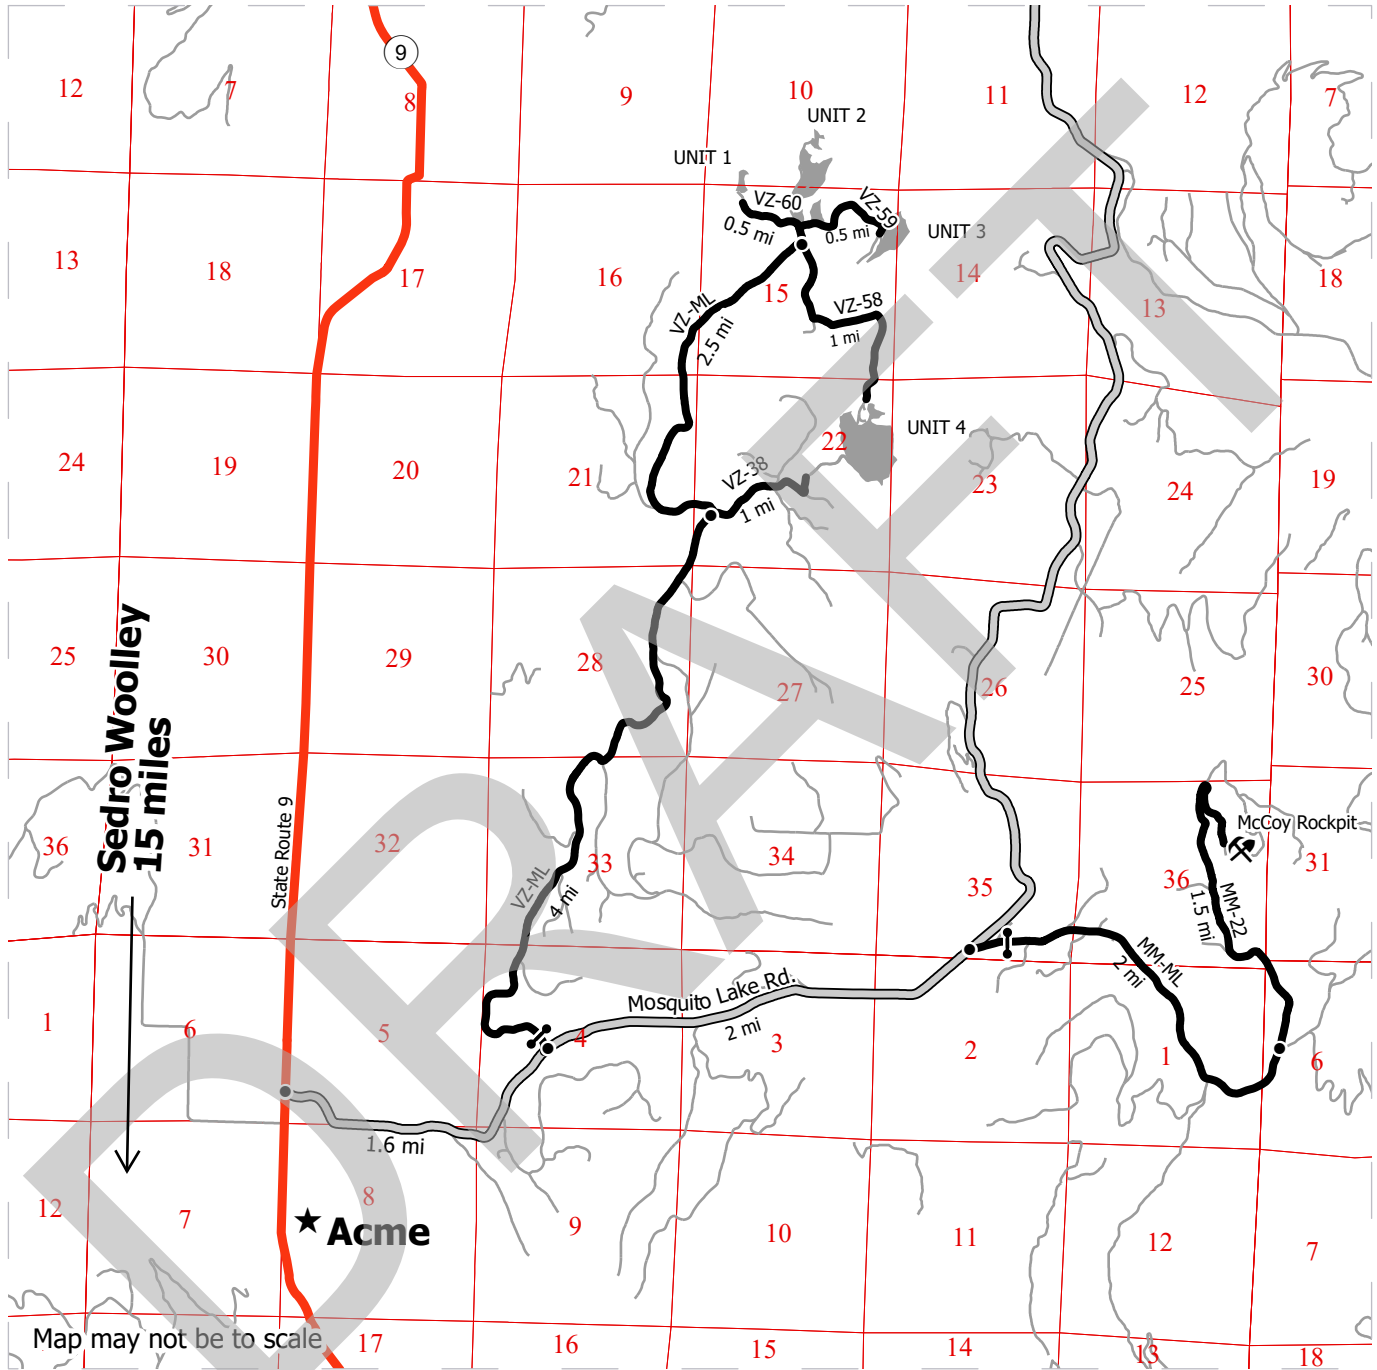 9
12
7
8
9
10
11
12
7
UNIT 2
UNIT 1
VZ-60
VZ-59
0.5 mi
0.5 mi
UNIT 3
13
18
17
16
15
14
13
18
VZ-ML
2.5 mi
VZ-58
1 mi
24
19
20
21
22
UNIT 4
23
24
19
VZ-38
1 mi
25
30
29
28
27
26
25
30
Sedro Woolley
15 miles
State Route 9
36
31
32
33
34
35
36
31
McCoy Rockpit
VZ-ML
4 mi
1.5 mi
MM-22
MM-ML
2 mi
Mosquito Lake Rd.
2 mi
1
6
5
4
3
2
1
6
1.6 mi
12
7
8
9
10
11
12
7
Acme
Map may not be to scale
17
16
15
14
13
18
DRAFT